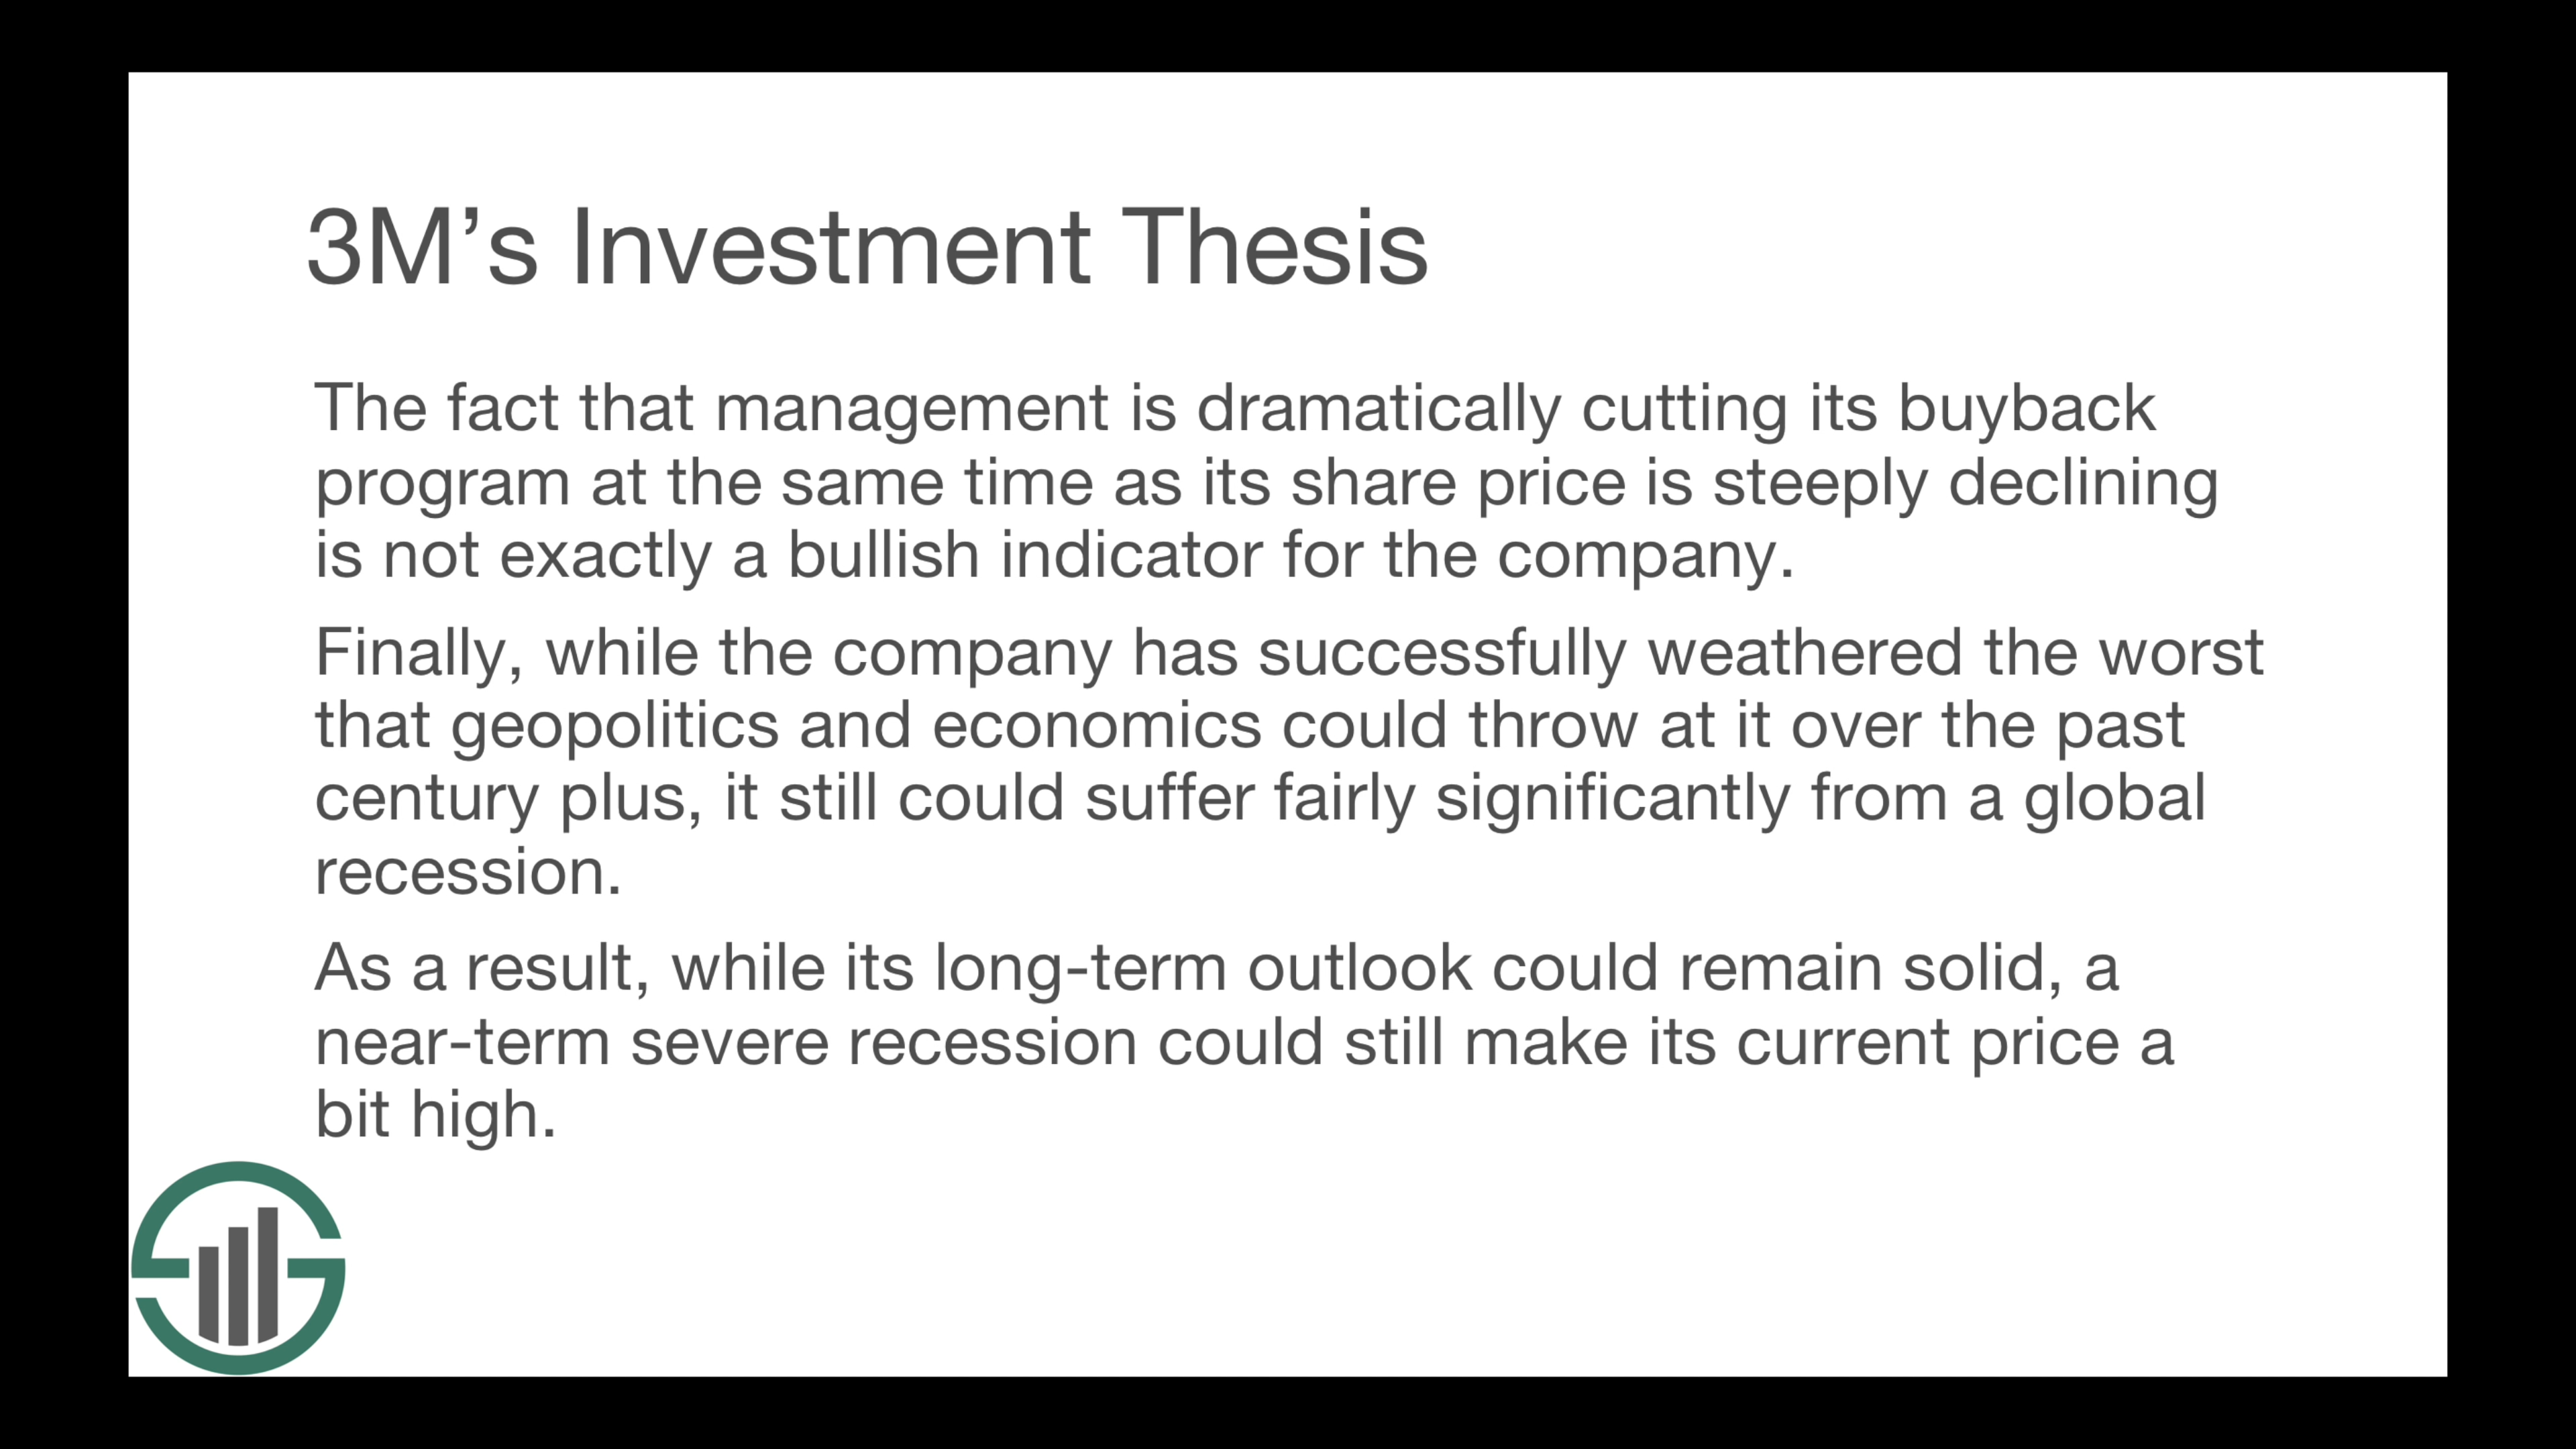 3M’s Investment Thesis
The fact that management is dramatically cutting its buyback
program at the same time as its share price is steeply declining
is not exactly a bullish indicator for the company.
Finally, while the company has successfully weathered the worst
that geopolitics and economics could throw at it over the past
century plus, it still could suffer fairly significantly from a global
recession.
As a result, while its long-term outlook could remain solid, a
near-term severe recession could still make its current price a
bit high.